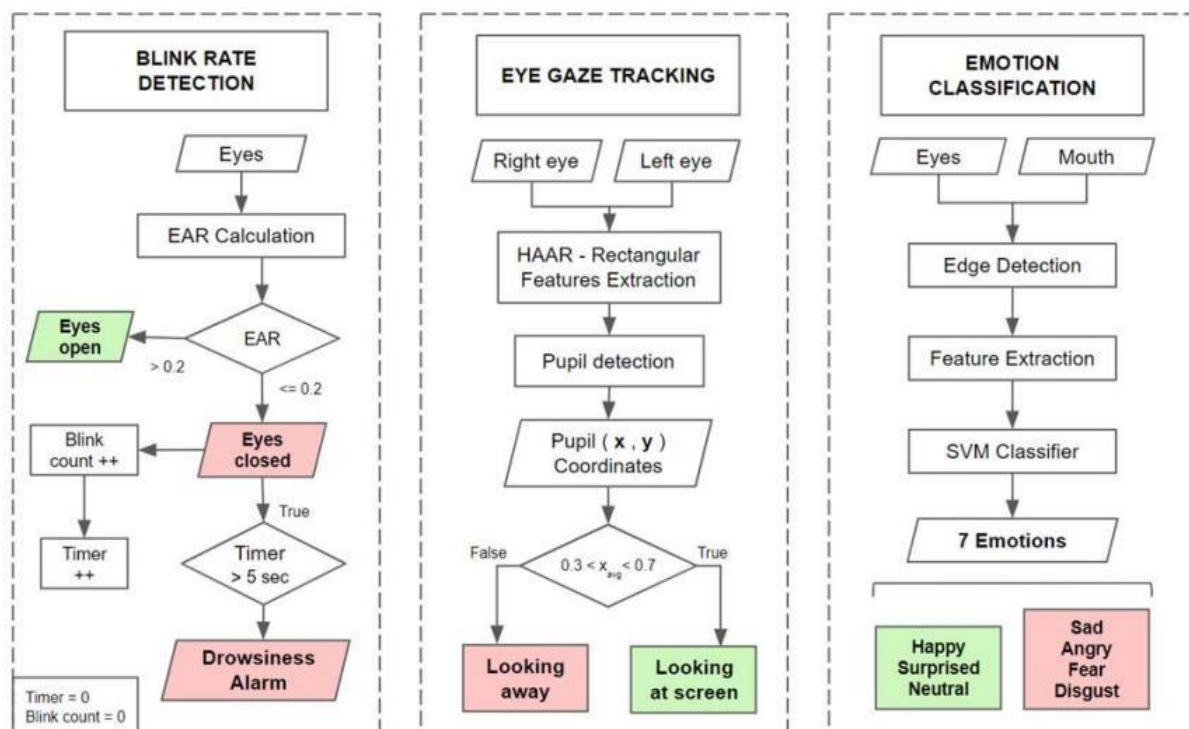 BLINK RATE
DETECTION
Eyes
EAR Calculation
EAR
Eyes
open
> 0.2
<= 0.2
Eyes
closed
Blink
count ++
Timer
++
True
Timer
> 5 sec
Drowsiness
Alarm
Timer = 0
Blink count = 0
EYE GAZE TRACKING
Right eye
Left eye
HAAR - Rectangular
Features Extraction
Pupil detection
Pupil ( x , y )
Coordinates
False
0.3 < x avg < 0.7
True
Looking
away
Looking
at screen
EMOTION
CLASSIFICATION
Eyes
Mouth
Edge Detection
Feature Extraction
SVM Classifier
7 Emotions
Happy
Surprised
Neutral
Sad
Angry
Fear
Disgust